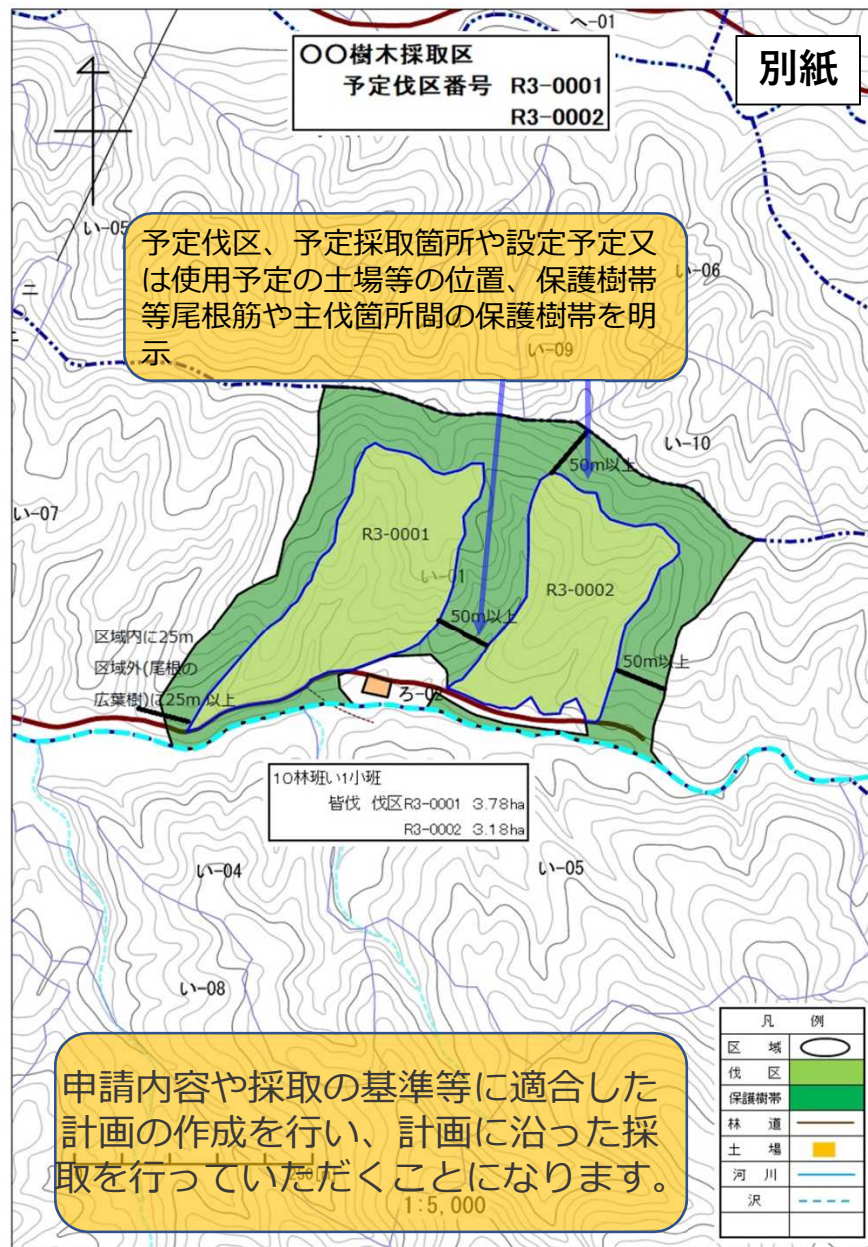 へ-01
〇〇樹木採取区
予定伐区番号 R3-0001
R3-0002
別紙
い-05
予定伐区、予定採取箇所や設定予定又
は使用予定の土場等の位置、保護樹帯
等尾根筋や主伐箇所間の保護樹帯を明
示
い-06
い-09
ニ
い-10
50m以上
い-07
R3-0001
い-01
R3-0002
50m以上
50m以上
区域内に25m
区域外(尾根の
広葉樹)に25m以上
ろ-02
10林班い1小班
皆伐 伐区R3-0001 3.78ha
R3-0002 3.18ha
い-04
い-05
い-08
申請内容や採取の基準等に適合した
計画の作成を行い、計画に沿った採
取を行っていただくことになります。
250m
1:5,000
凡 例
区 域
伐 区
保護樹帯
林 道
土 場
河 川
沢